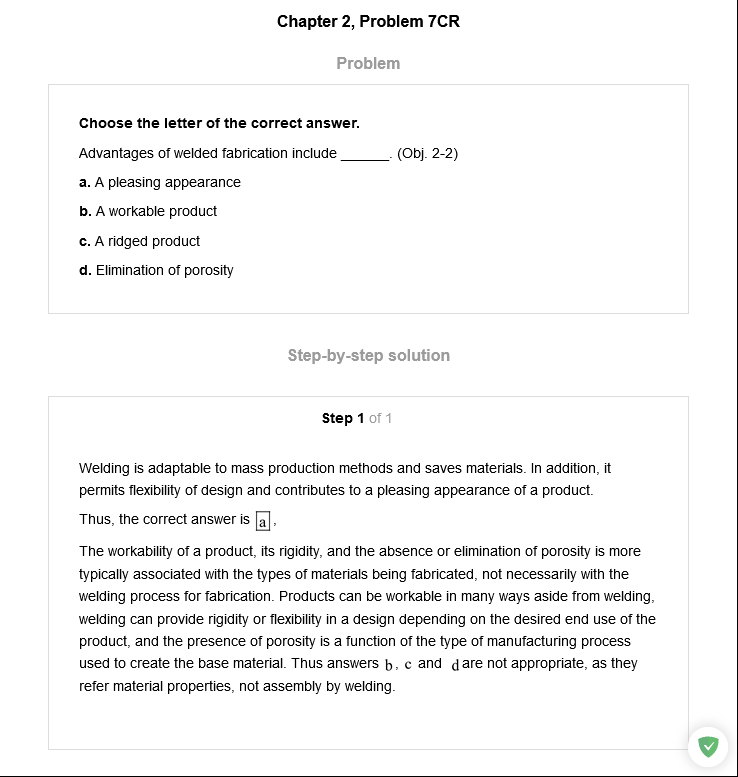 Chapter 2, Problem 7CR
Problem
Choose the letter of the correct answer.
Advantages of welded fabrication include ______. (Obj. 2-2)
a. A pleasing appearance
b. A workable product
c. A ridged product
d. Elimination of porosity
Step-by-step solution
Step 1 of 1
Welding is adaptable to mass production methods and saves materials. In addition, it
permits flexibility of design and contributes to a pleasing appearance of a product.
Thus, the correct answer is a,
The workability of a product, its rigidity, and the absence or elimination of porosity is more
typically associated with the types of materials being fabricated, not necessarily with the
welding process for fabrication. Products can be workable in many ways aside from welding,
welding can provide rigidity or flexibility in a design depending on the desired end use of the
product, and the presence of porosity is a function of the type of manufacturing process
used to create the base material. Thus answers b, c and d are not appropriate, as they
refer material properties, not assembly by welding.